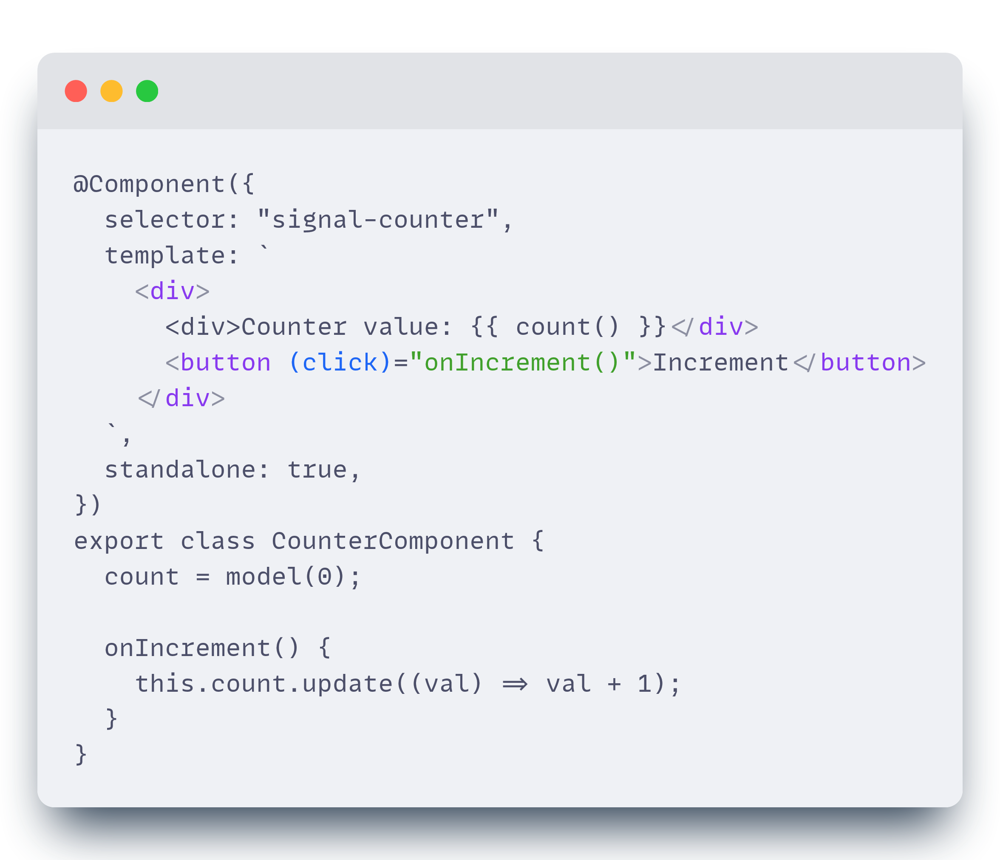 @Component({
  selector: "signal-counter",
  template: `
    <div>
      <div>Counter value: {{ count() }}</div>
      <button (click)="onIncrement()">Increment</button>
    </div>
  `,
  standalone: true,
})
export class CounterComponent {
  count = model(0);

  onIncrement() {
    this.count.update((val) => val + 1);
  }
}